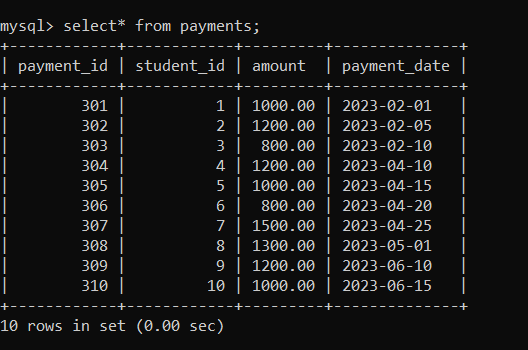 mysql> select* from payments;
+------------+------------+---------+--------------+
| payment_id | student_id | amount  | payment_date |
+------------+------------+---------+--------------+
|        301 |          1 | 1000.00 | 2023-02-01   |
|        302 |          2 | 1200.00 | 2023-02-05   |
|        303 |          3 |  800.00 | 2023-02-10   |
|        304 |          4 | 1200.00 | 2023-04-10   |
|        305 |          5 | 1000.00 | 2023-04-15   |
|        306 |          6 |  800.00 | 2023-04-20   |
|        307 |          7 | 1500.00 | 2023-04-25   |
|        308 |          8 | 1300.00 | 2023-05-01   |
|        309 |          9 | 1200.00 | 2023-06-10   |
|        310 |         10 | 1000.00 | 2023-06-15   |
+------------+------------+---------+--------------+
10 rows in set (0.00 sec)